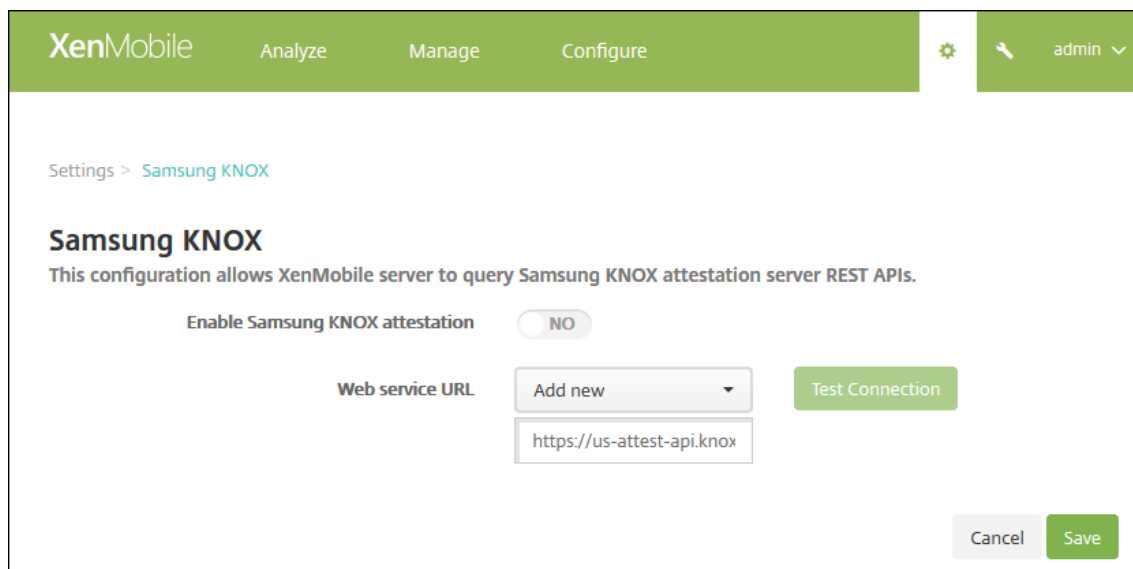 XenMobile Analyze Manage Configure admin
Settings > Samsung KNOX
Samsung KNOX
This configuration allows XenMobile server to query Samsung KNOX attestation server REST APIs.
Enable Samsung KNOX attestation NO
Web service URL Add new Test Connection
https://us-attest-api.knox
Cancel Save